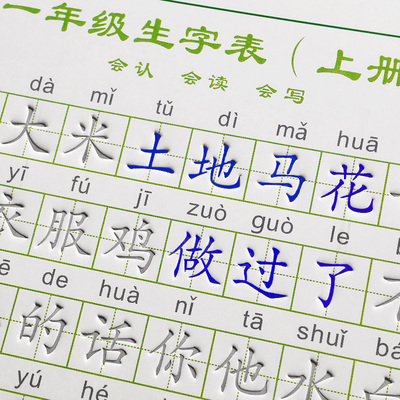 一年级生字表（上册
会认 会读 会写
dà mǐ tǔ dì mǎ huā
大米土地马花
yī fú jī zuò guò le
衣服鸡做过了
de huà nǐ tā shuǐ
的话你他水
yú hé